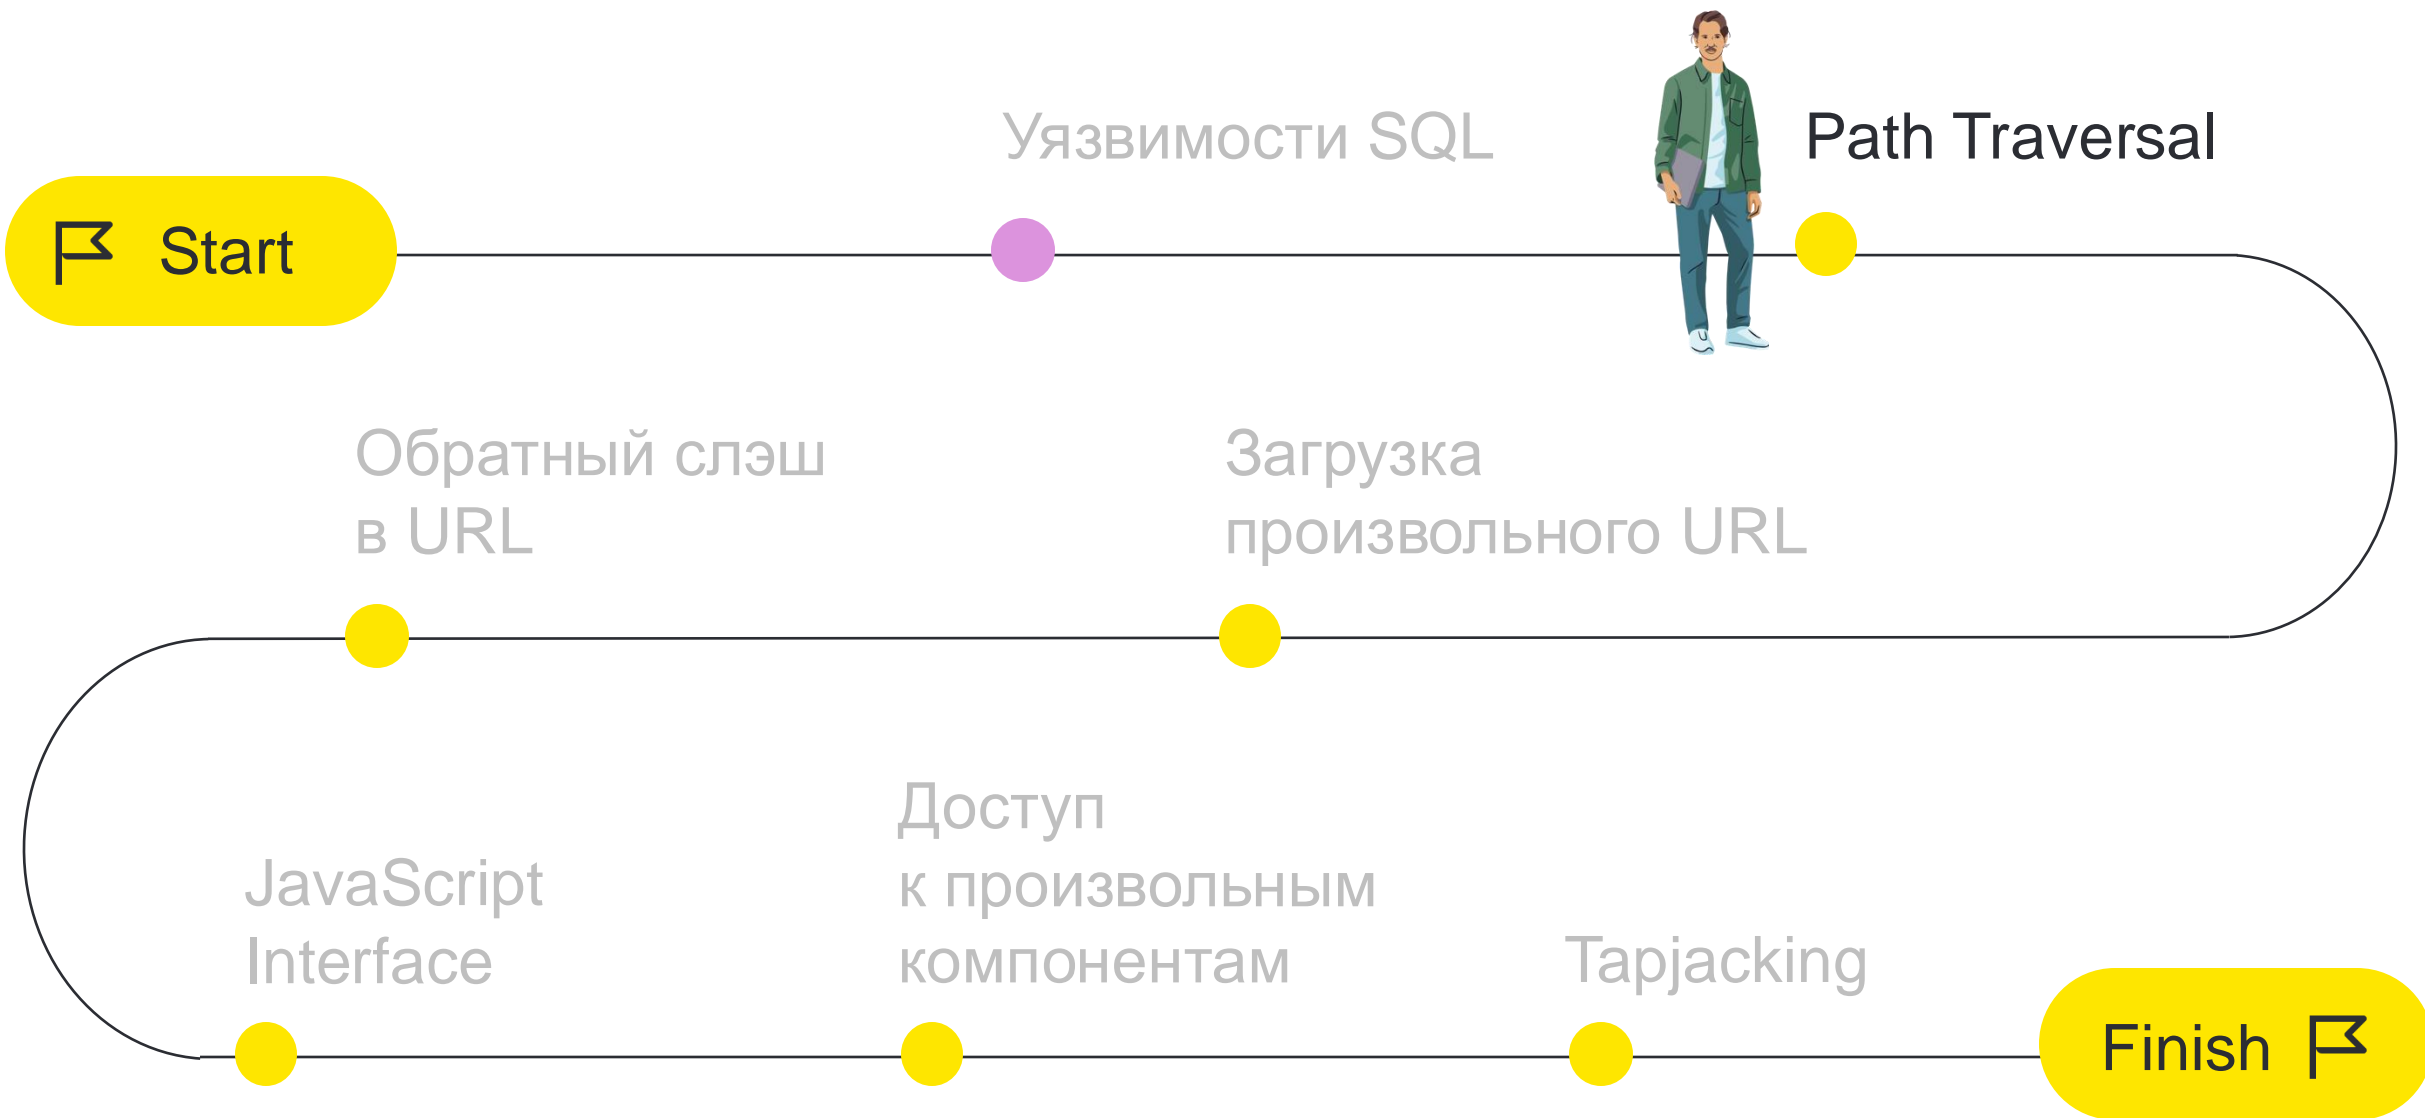 Уязвимости SQL
Path Traversal
Start
Обратный слэш
в URL
Загрузка
произвольного URL
JavaScript
Interface
Доступ
к произвольным
компонентам
Tapjacking
Finish